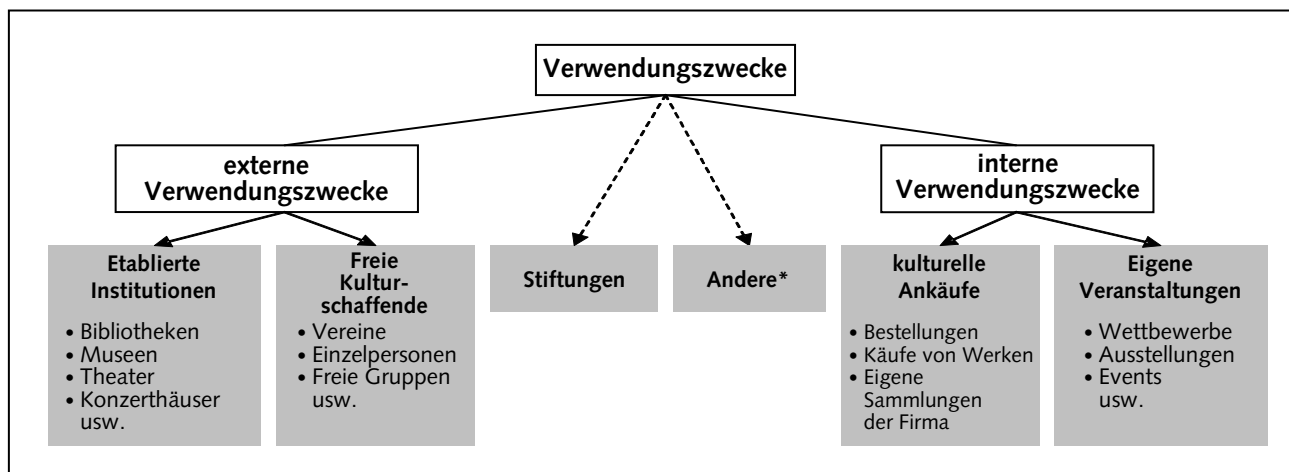 Verwendungszwecke
externe
Verwendungszwecke
interne
Verwendungszwecke
Etablierte
Institutionen
• Bibliotheken
• Museen
• Theater
• Konzerthäuser
usw.
Freie
Kultur-
schaffende
• Vereine
• Einzelpersonen
• Freie Gruppen
usw.
Stiftungen
Andere*
kulturelle
Ankäufe
• Bestellungen
• Käufe von Werken
• Eigene
Sammlungen
der Firma
Eigene
Veranstaltungen
• Wettbewerbe
• Ausstellungen
• Events
usw.